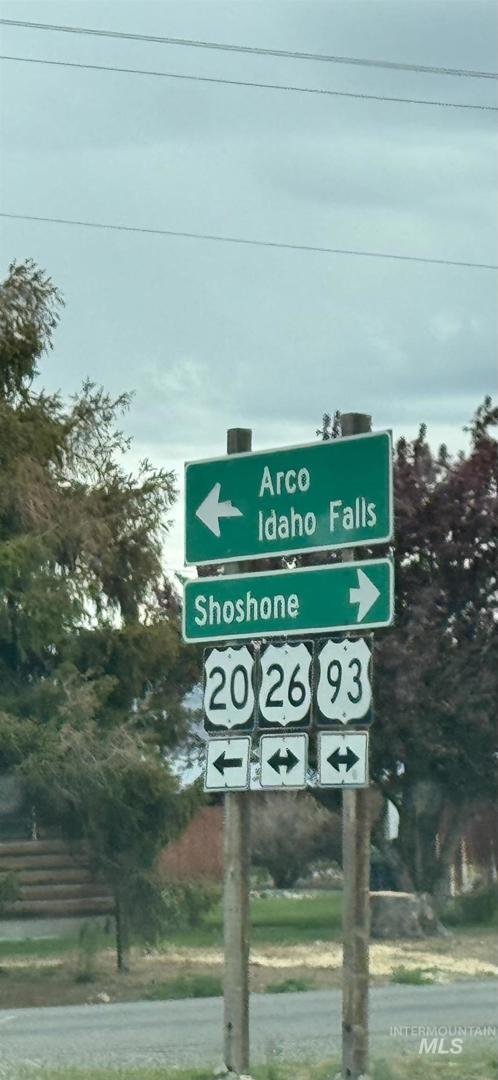 Arco
Idaho Falls
Shoshone
20 26 93
INTERMOUNTAIN
MLS